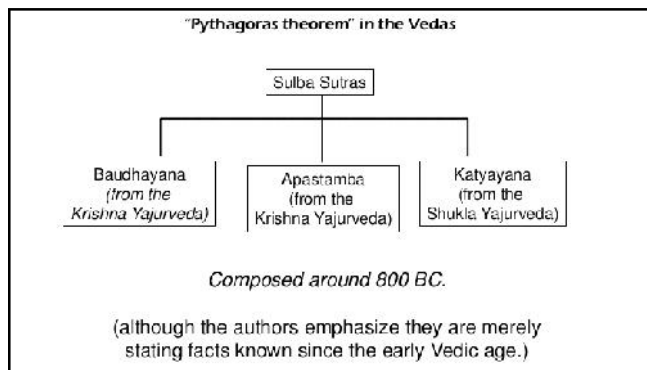 "Pythagoras theorem" in the Vedas
Sulba Sutras
Baudhayana
(from the
Krishna Yajurveda)
Apastamba
(from the
Krishna Yajurveda)
Katyayana
(from the
Shukla Yajurveda)
Composed around 800 BC.
(although the authors emphasize they are merely
stating facts known since the early Vedic age.)